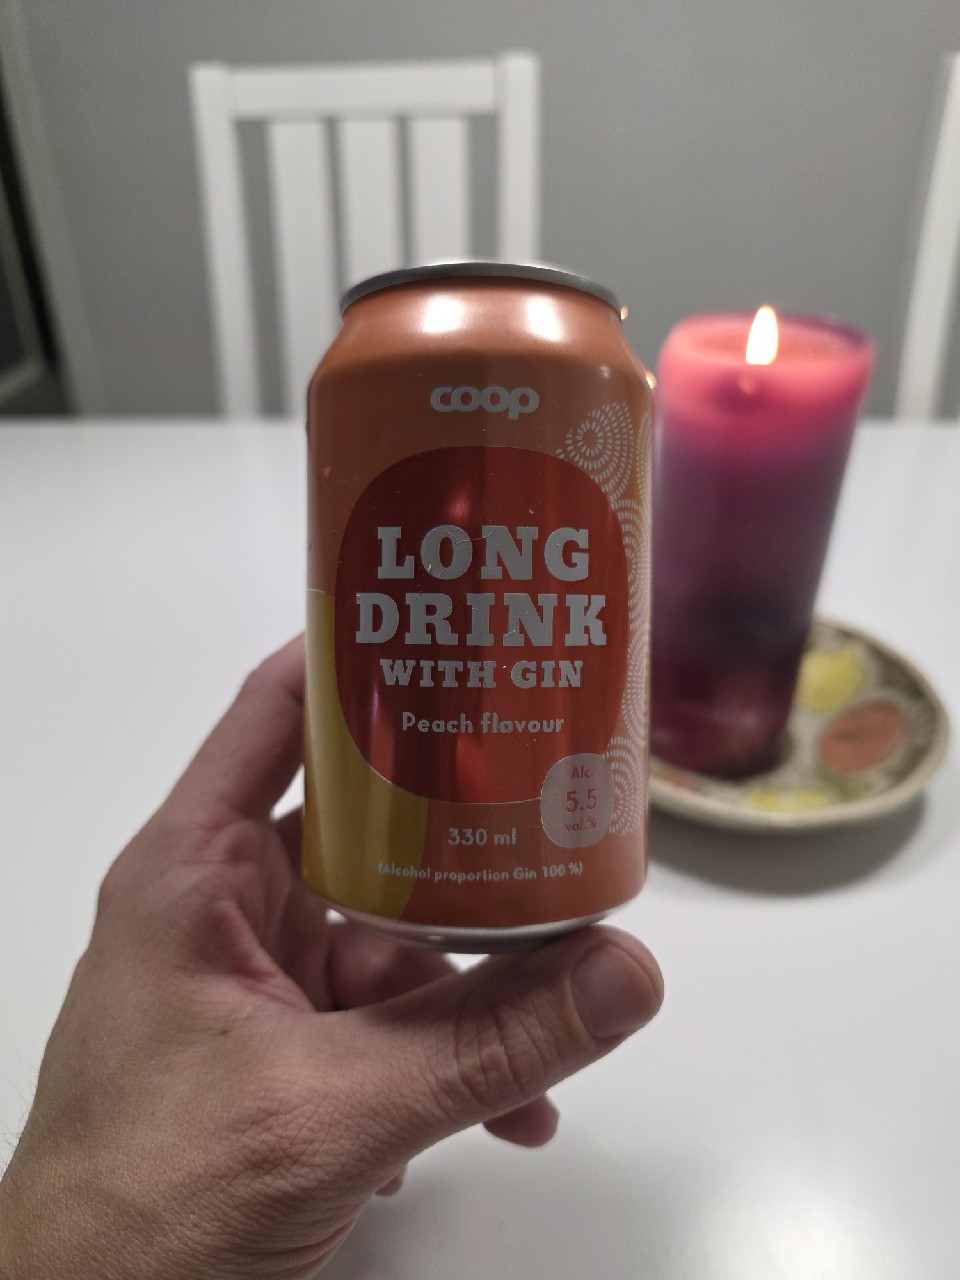 coop
LONG
DRINK
WITH GIN
Peach flavour
Alc.
5.5
vol.%
330 ml
(Alcohol proportion Gin 100 %)